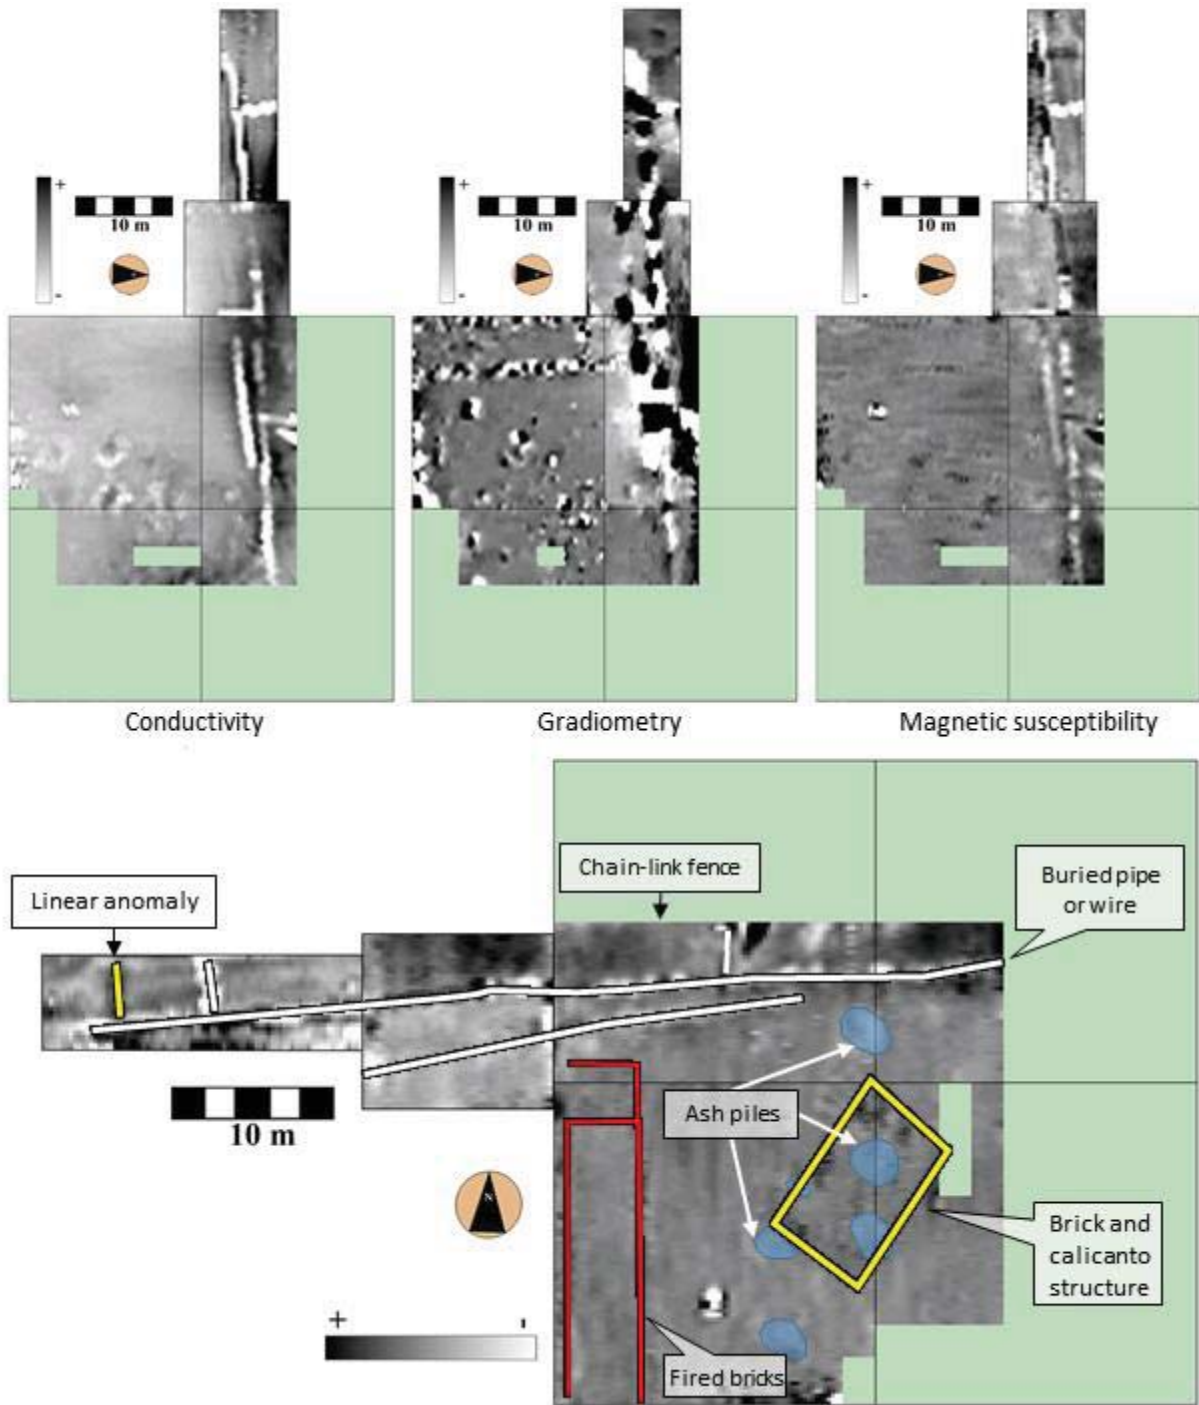 +
-
10 m
+
-
10 m
+
-
10 m
Conductivity
Gradiometry
Magnetic susceptibility
Linear anomaly
Chain-link fence
Buried pipe
or wire
10 m
Ash piles
N
Brick and
calicanto
structure
+
-
Fired bricks